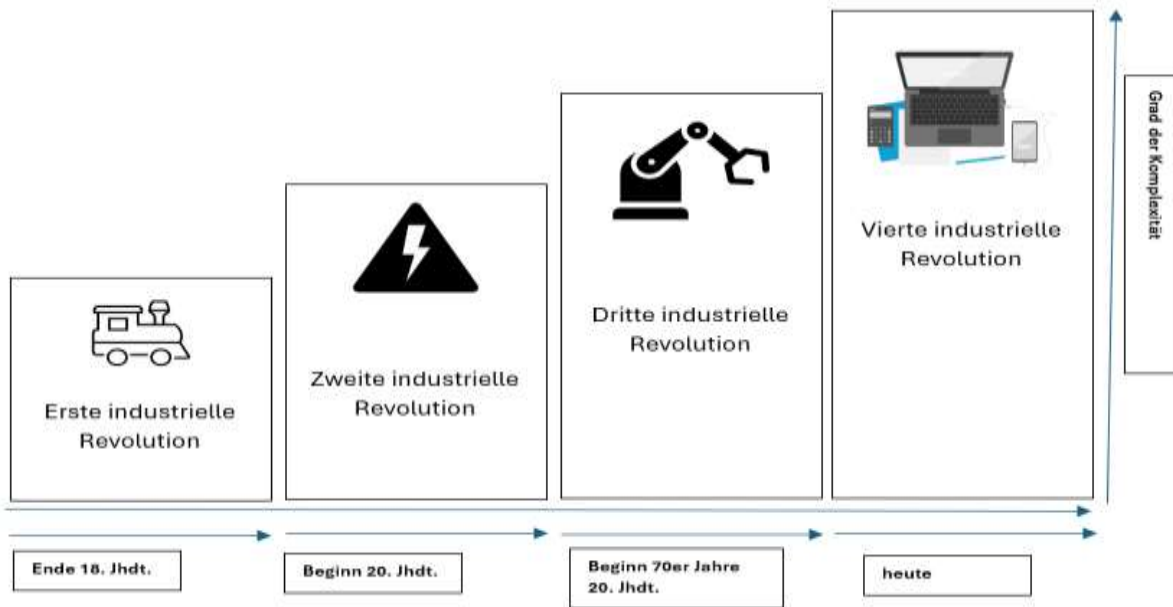 Erste industrielle
Revolution
Zweite industrielle
Revolution
Dritte industrielle
Revolution
Vierte industrielle
Revolution
Grad der Komplexität
Ende 18. Jhdt.
Beginn 20. Jhdt.
Beginn 70er Jahre
20. Jhdt.
heute